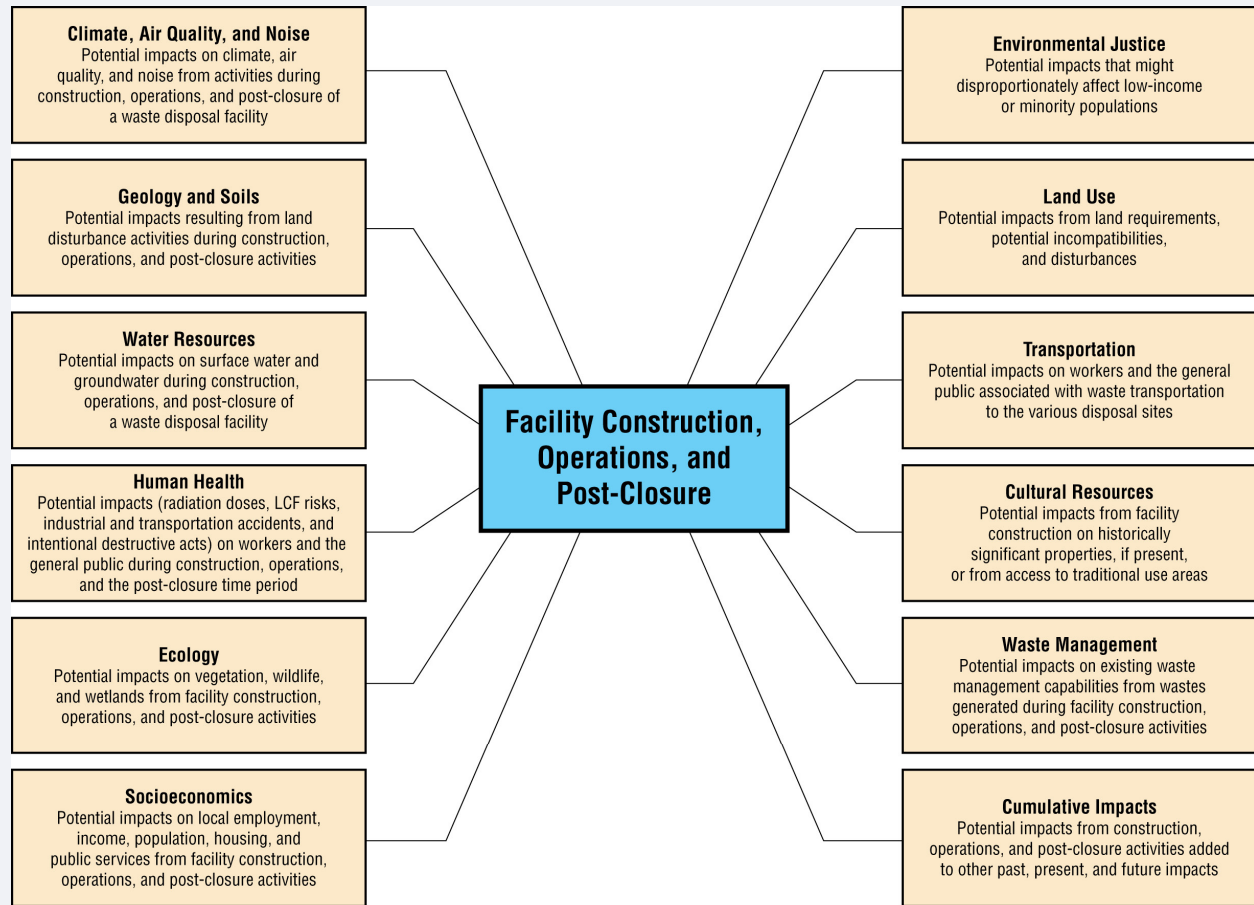 Climate, Air Quality, and Noise
Potential impacts on climate, air
quality, and noise from activities during
construction, operations, and post-closure of
a waste disposal facility
Geology and Soils
Potential impacts resulting from land
disturbance activities during construction,
operations, and post-closure activities
Water Resources
Potential impacts on surface water and
groundwater during construction,
operations, and post-closure of
a waste disposal facility
Human Health
Potential impacts (radiation doses, LCF risks,
industrial and transportation accidents, and
intentional destructive acts) on workers and the
general public during construction, operations,
and the post-closure time period
Ecology
Potential impacts on vegetation, wildlife,
and wetlands from facility construction,
operations, and post-closure activities
Socioeconomics
Potential impacts on local employment,
income, population, housing, and
public services from facility construction,
operations, and post-closure activities
Facility Construction,
Operations, and
Post-Closure
Environmental Justice
Potential impacts that might
disproportionately affect low-income
or minority populations
Land Use
Potential impacts from land requirements,
potential incompatibilities,
and disturbances
Transportation
Potential impacts on workers and the general
public associated with waste transportation
to the various disposal sites
Cultural Resources
Potential impacts from facility
construction on historically
significant properties, if present,
or from access to traditional use areas
Waste Management
Potential impacts on existing waste
management capabilities from wastes
generated during facility construction,
operations, and post-closure activities
Cumulative Impacts
Potential impacts from construction,
operations, and post-closure activities added
to other past, present, and future impacts